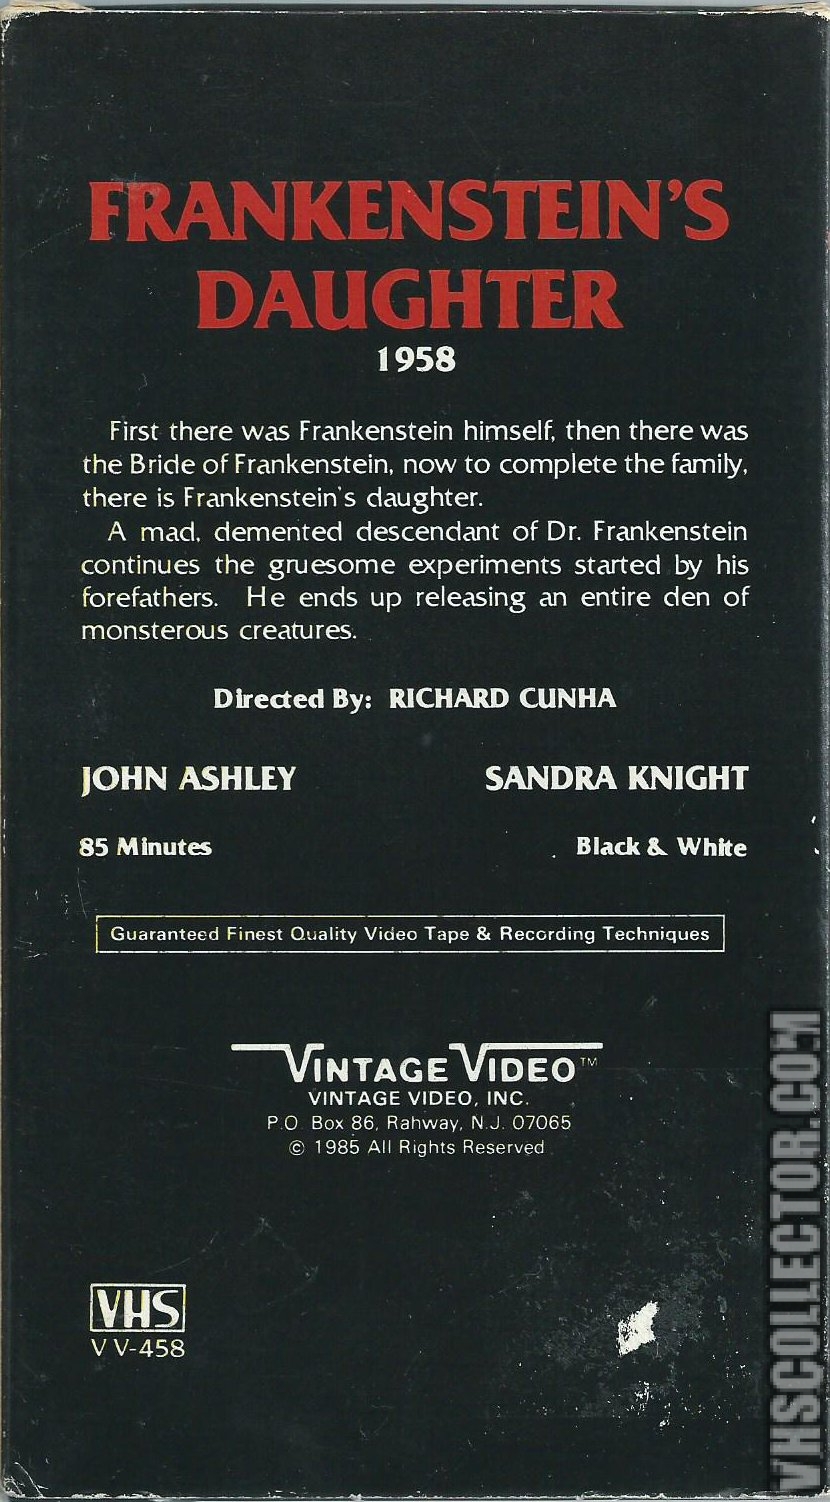 FRANKENSTEIN'S
DAUGHTER
1958
First there was Frankenstein himself, then there was
the Bride of Frankenstein, now to complete the family,
there is Frankenstein's daughter.
A mad, demented descendant of Dr. Frankenstein
continues the gruesome experiments started by his
forefathers. He ends up releasing an entire den of
monsterous creatures.
Directed By: RICHARD CUNHA
JOHN ASHLEY SANDRA KNIGHT
85 Minutes Black & White
Guaranteed Finest Quality Video Tape & Recording Techniques
VINTAGE VIDEO™
VINTAGE VIDEO, INC.
P.O Box 86, Rahway, N.J. 07065
© 1985 All Rights Reserved
VHS
VV-458
VHSCOLLECTOR.COM